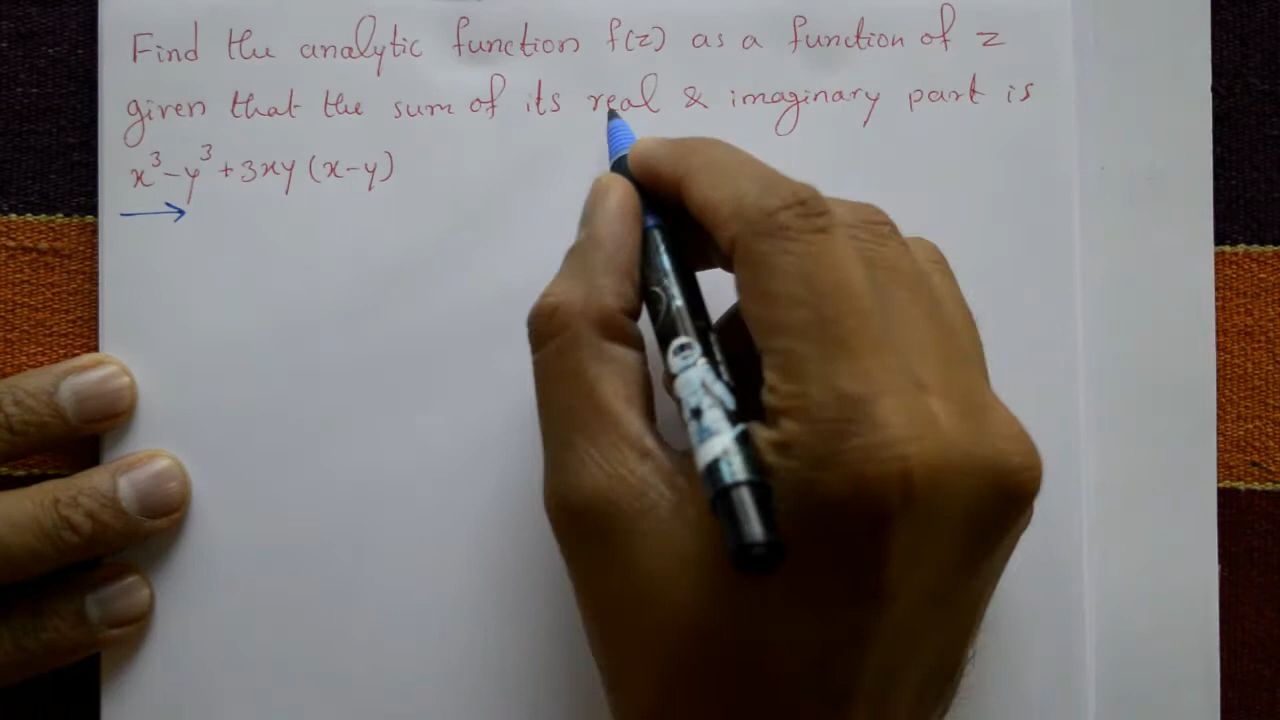 Find the analytic function f(z) as a function of z
given that the sum of its real & imaginary part is
x³-y³+3xy(x-y)